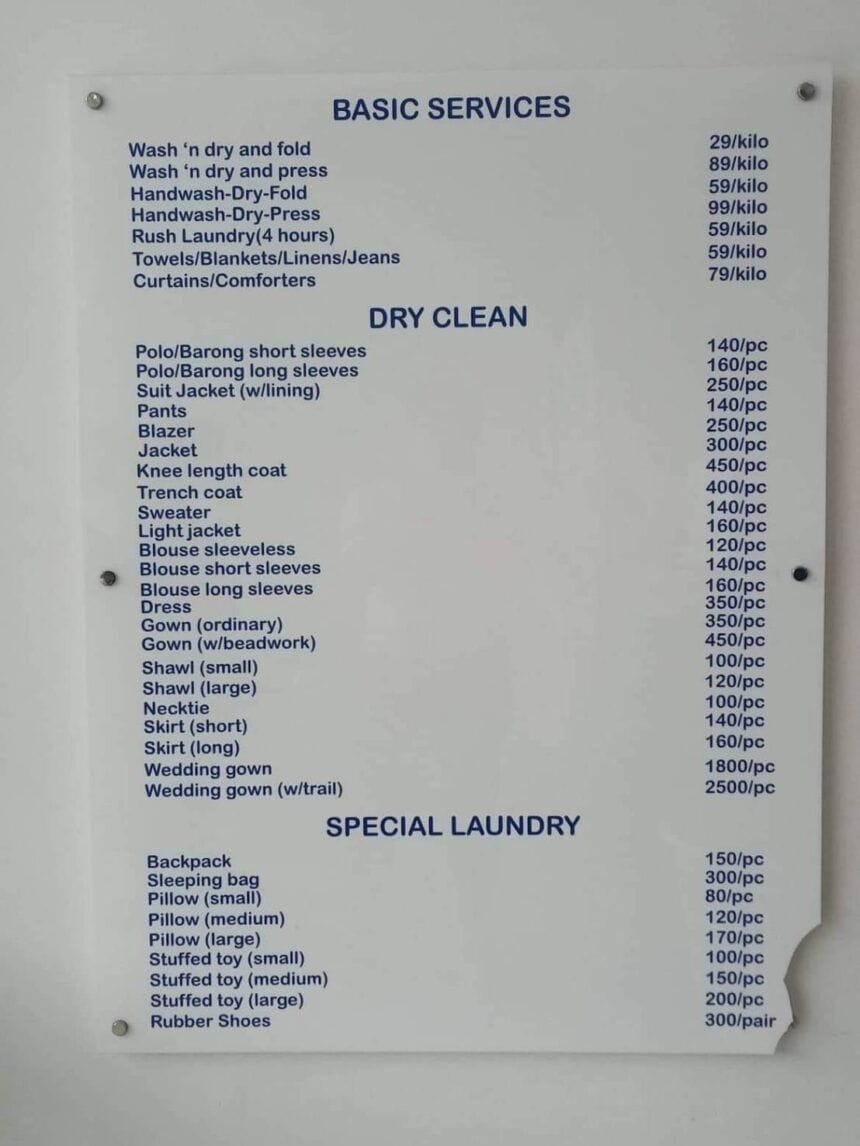 BASIC SERVICES
Wash ‘n dry and fold 29/kilo
Wash ‘n dry and press 89/kilo
Handwash-Dry-Fold 59/kilo
Handwash-Dry-Press 99/kilo
Rush Laundry(4 hours) 59/kilo
Towels/Blankets/Linens/Jeans 59/kilo
Curtains/Comforters 79/kilo
DRY CLEAN
Polo/Barong short sleeves 140/pc
Polo/Barong long sleeves 160/pc
Suit Jacket (w/lining) 250/pc
Pants 140/pc
Blazer 250/pc
Jacket 300/pc
Knee length coat 450/pc
Trench coat 400/pc
Sweater 140/pc
Light jacket 160/pc
Blouse sleeveless 120/pc
Blouse short sleeves 140/pc
Blouse long sleeves 160/pc
Dress 350/pc
Gown (ordinary) 350/pc
Gown (w/beadwork) 450/pc
Shawl (small) 100/pc
Shawl (large) 120/pc
Necktie 100/pc
Skirt (short) 140/pc
Skirt (long) 160/pc
Wedding gown 1800/pc
Wedding gown (w/trail) 2500/pc
SPECIAL LAUNDRY
Backpack 150/pc
Sleeping bag 300/pc
Pillow (small) 80/pc
Pillow (medium) 120/pc
Pillow (large) 170/pc
Stuffed toy (small) 100/pc
Stuffed toy (medium) 150/pc
Stuffed toy (large) 200/pc
Rubber Shoes 300/pair